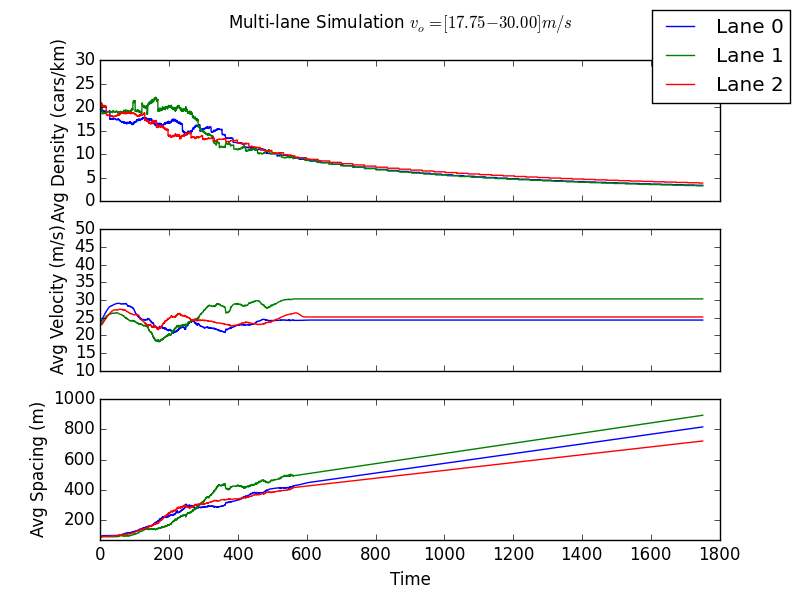 Multi-lane Simulation v_o=[17.75−30.00]m/s
Lane 0
Lane 1
Lane 2
Avg Density (cars/km)
30
25
20
15
10
5
0
Avg Velocity (m/s)
50
45
40
35
30
25
20
15
10
Avg Spacing (m)
1000
800
600
400
200
0 200 400 600 800 1000 1200 1400 1600 1800
Time